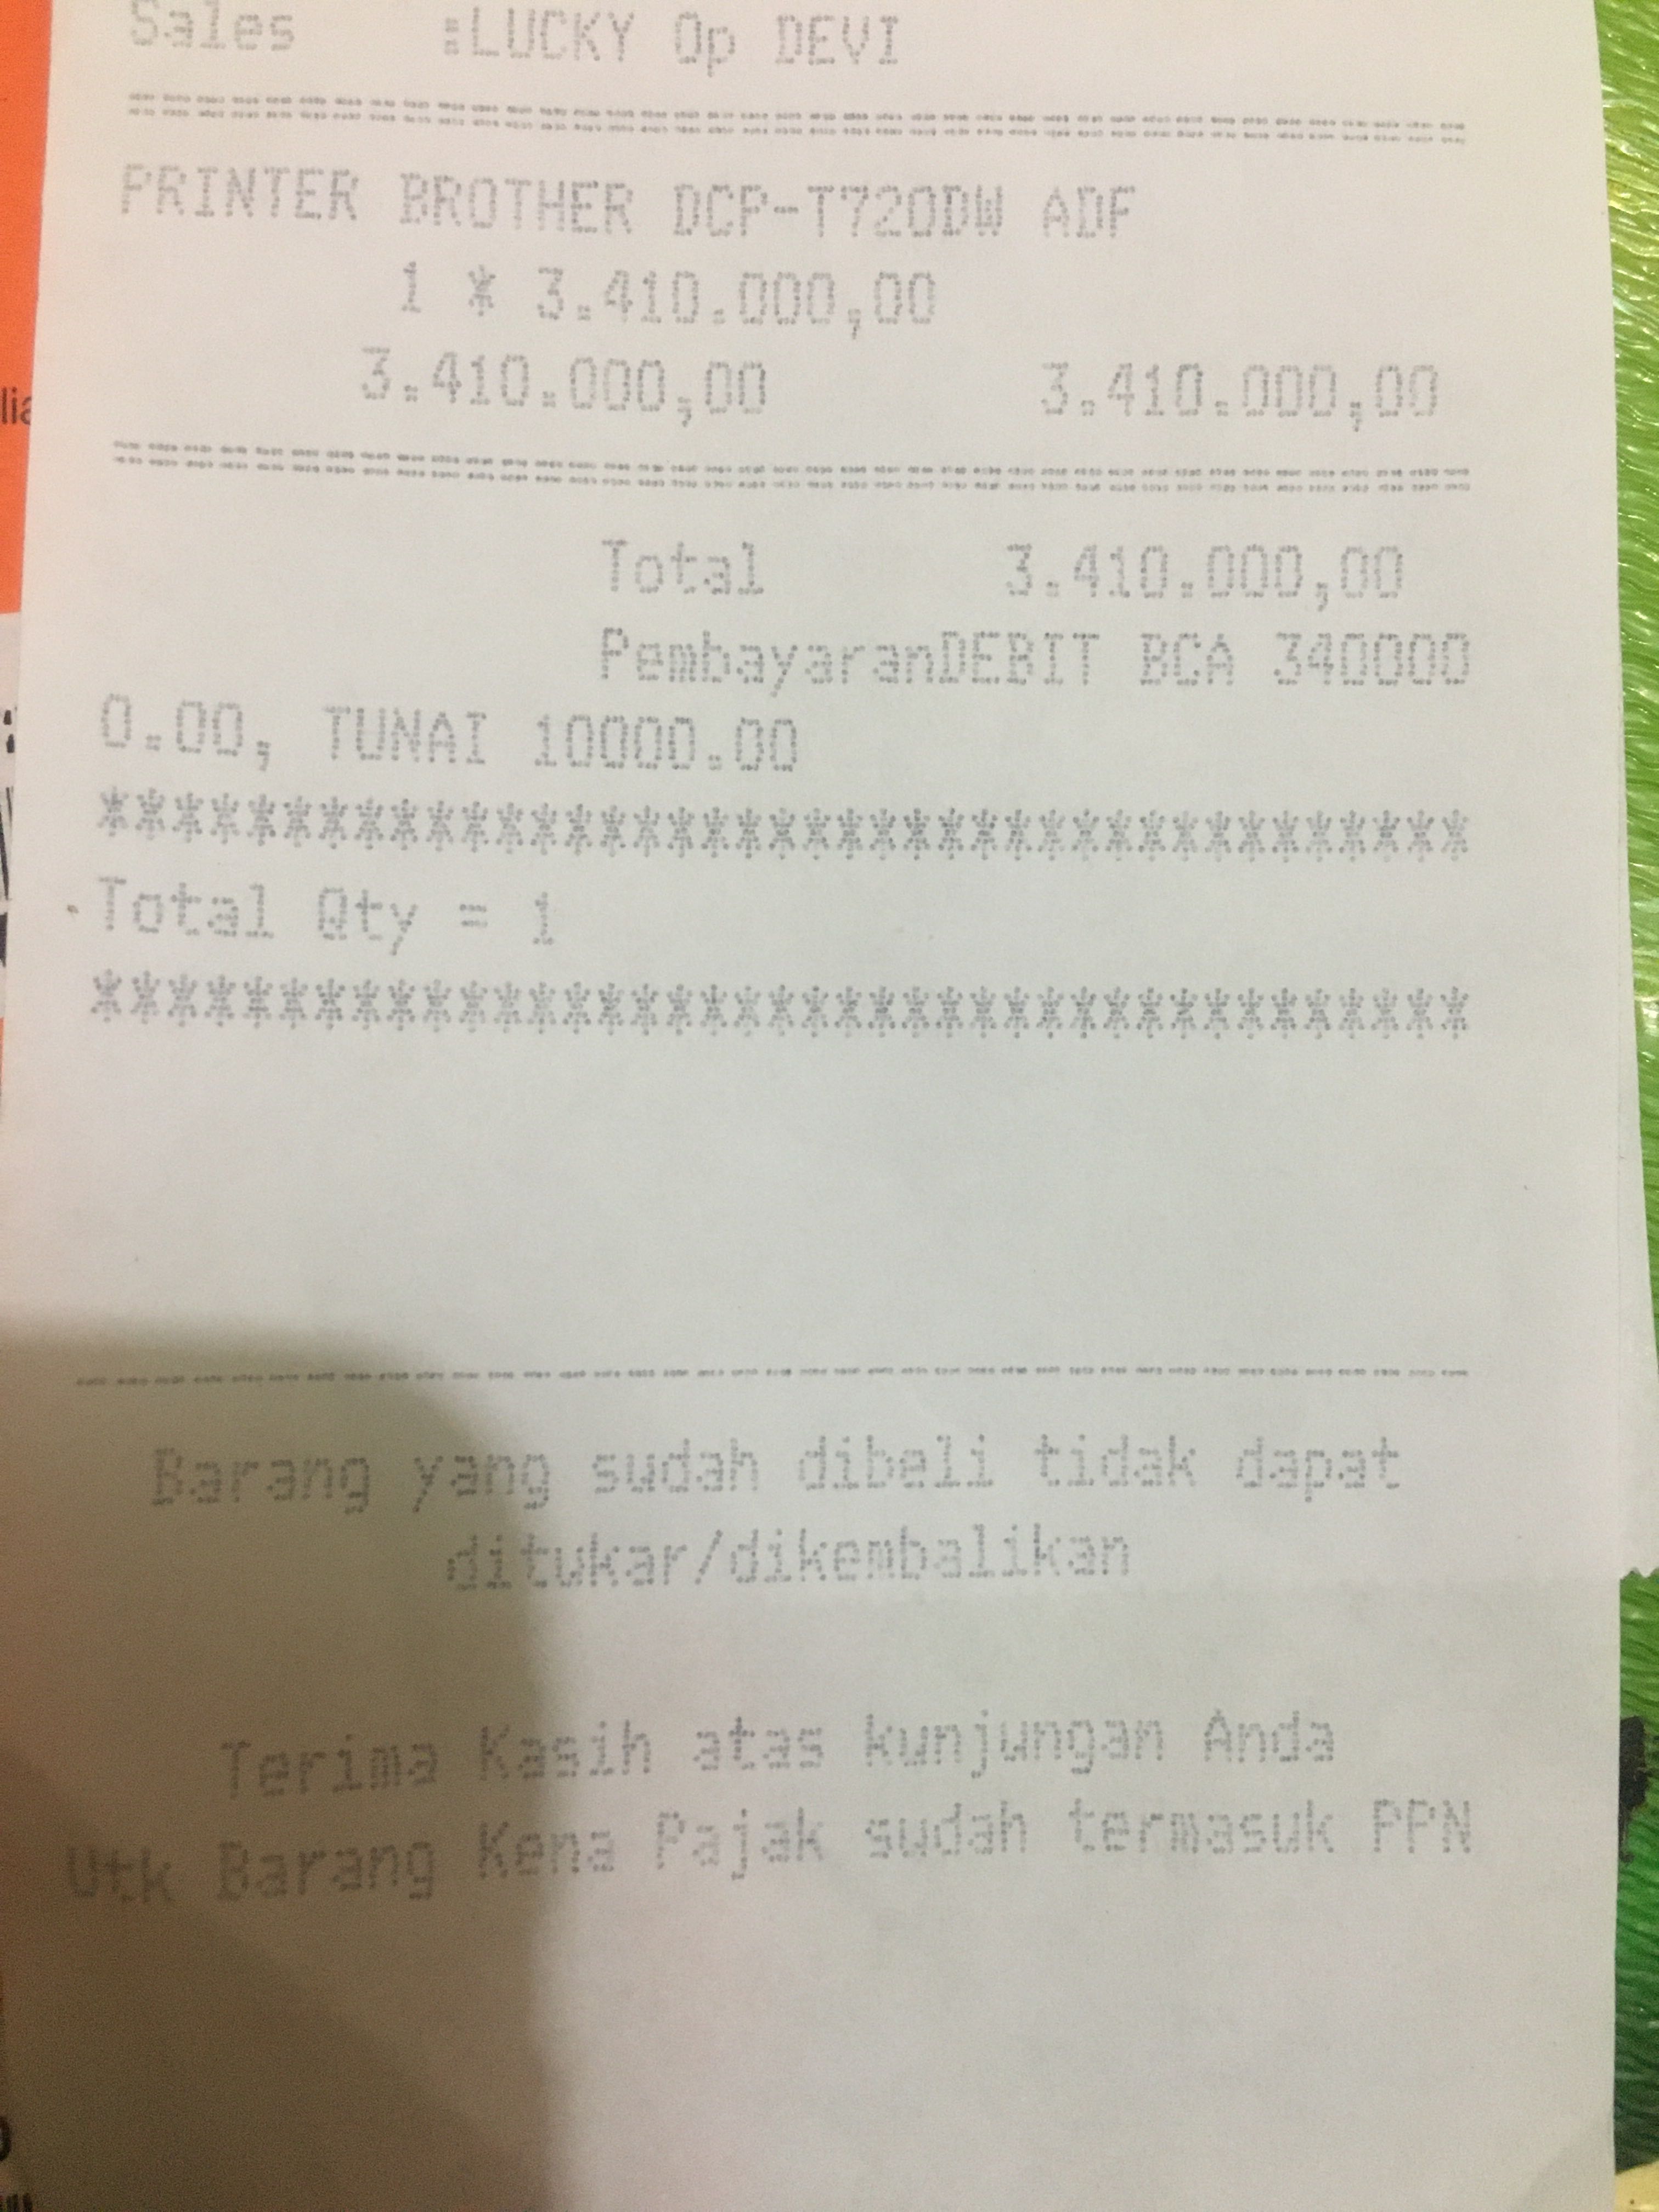 Sales :LUCKY Op DEVI
PRINTER BROTHER DCP-T720DW ADF
1 * 3.410.000,00
3.410.000,00 3.410.000,00
Total 3.410.000,00
PembayaranDEBIT BCA 340000
0.00, TUNAI 10000.00
***************************************
Total Qty = 1
***************************************
Barang yang sudah dibeli tidak dapat
ditukar/dikembalikan
Terima Kasih atas kunjungan Anda
Utk Barang Kena Pajak sudah termasuk PPN
lia